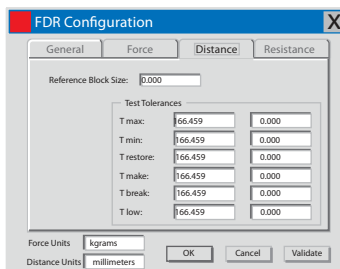 FDR Configuration X
General Force Distance Resistance
Reference Block Size: 0.000
Test Tolerances
T max: 166.459 0.000
T min: 166.459 0.000
T restore: 166.459 0.000
T make: 166.459 0.000
T break: 166.459 0.000
T low: 166.459 0.000
Force Units kgrams
Distance Units millimeters
OK Cancel Validate